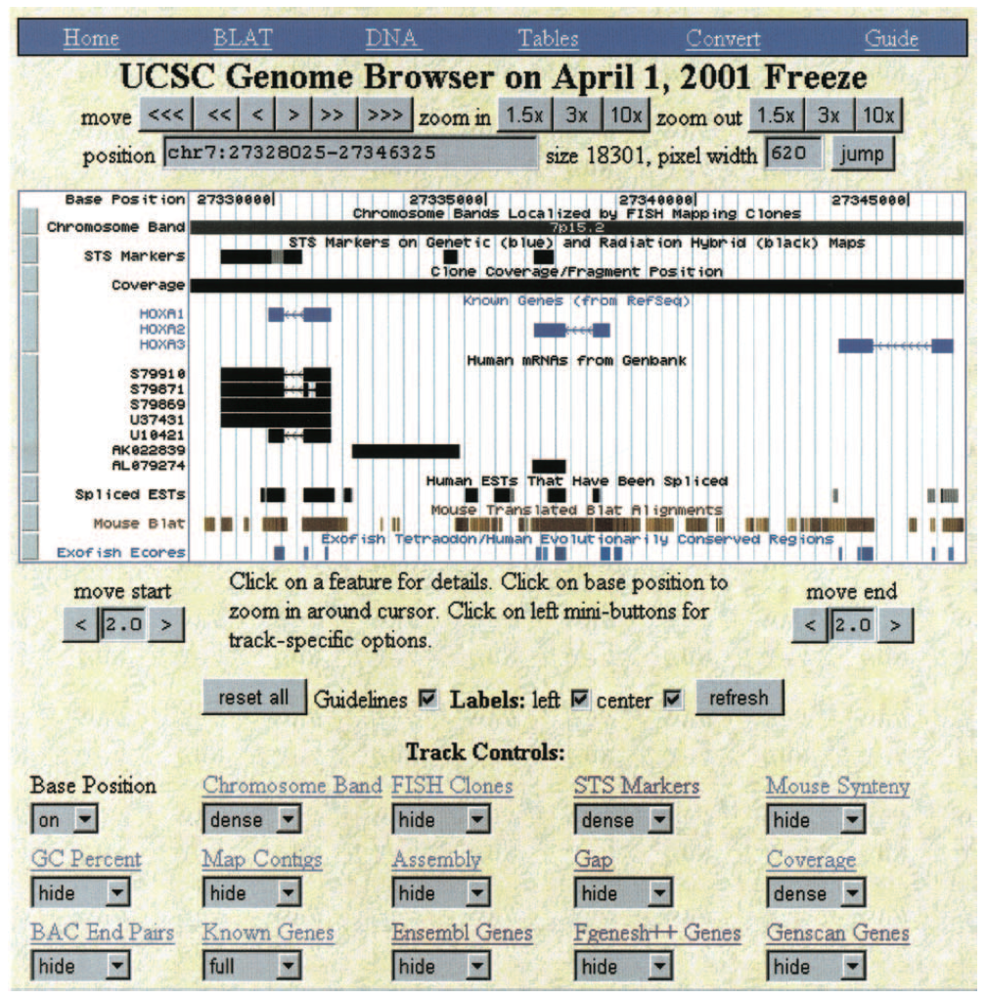 Home BLAT DNA Tables Convert Guide
UCSC Genome Browser on April 1, 2001 Freeze
move <<< << < > >> >>> zoom in 1.5x 3x 10x zoom out 1.5x 3x 10x
position chr7:27328025-27346325 size 18301, pixel width 620 jump
Base Position 27330000| 27335000| 27340000| 27345000|
Chromosome Bands Localized by FISH Mapping Clones
Chromosome Band 7p15.2
STS Markers on Genetic (blue) and Radiation Hybrid (black) Maps
STS Markers
Clone Coverage/Fragment Position
Coverage
Known Genes (from RefSeq)
HOXA1
HOXA2
HOXA3
Human mRNAs from Genbank
S79910
S79871
S79869
U37431
U10421
AK022839
AL079274
Human ESTs That Have Been Spliced
Spliced ESTs
Mouse Translated Blat Alignments
Mouse Blat
Exofish Tetraodon/Human Evolutionarily Conserved Regions
Exofish Ecores
move start Click on a feature for details. Click on base position to move end
< 2.0 > zoom in around cursor. Click on left mini-buttons for < 2.0 >
track-specific options.
reset all Guidelines Labels: left center refresh
Track Controls:
Base Position Chromosome Band FISH Clones STS Markers Mouse Synteny
on dense hide dense hide
GC Percent Map Contigs Assembly Gap Coverage
hide hide hide hide dense
BAC End Pairs Known Genes Ensembl Genes Fgenesh++ Genes Genscan Genes
hide full hide hide hide